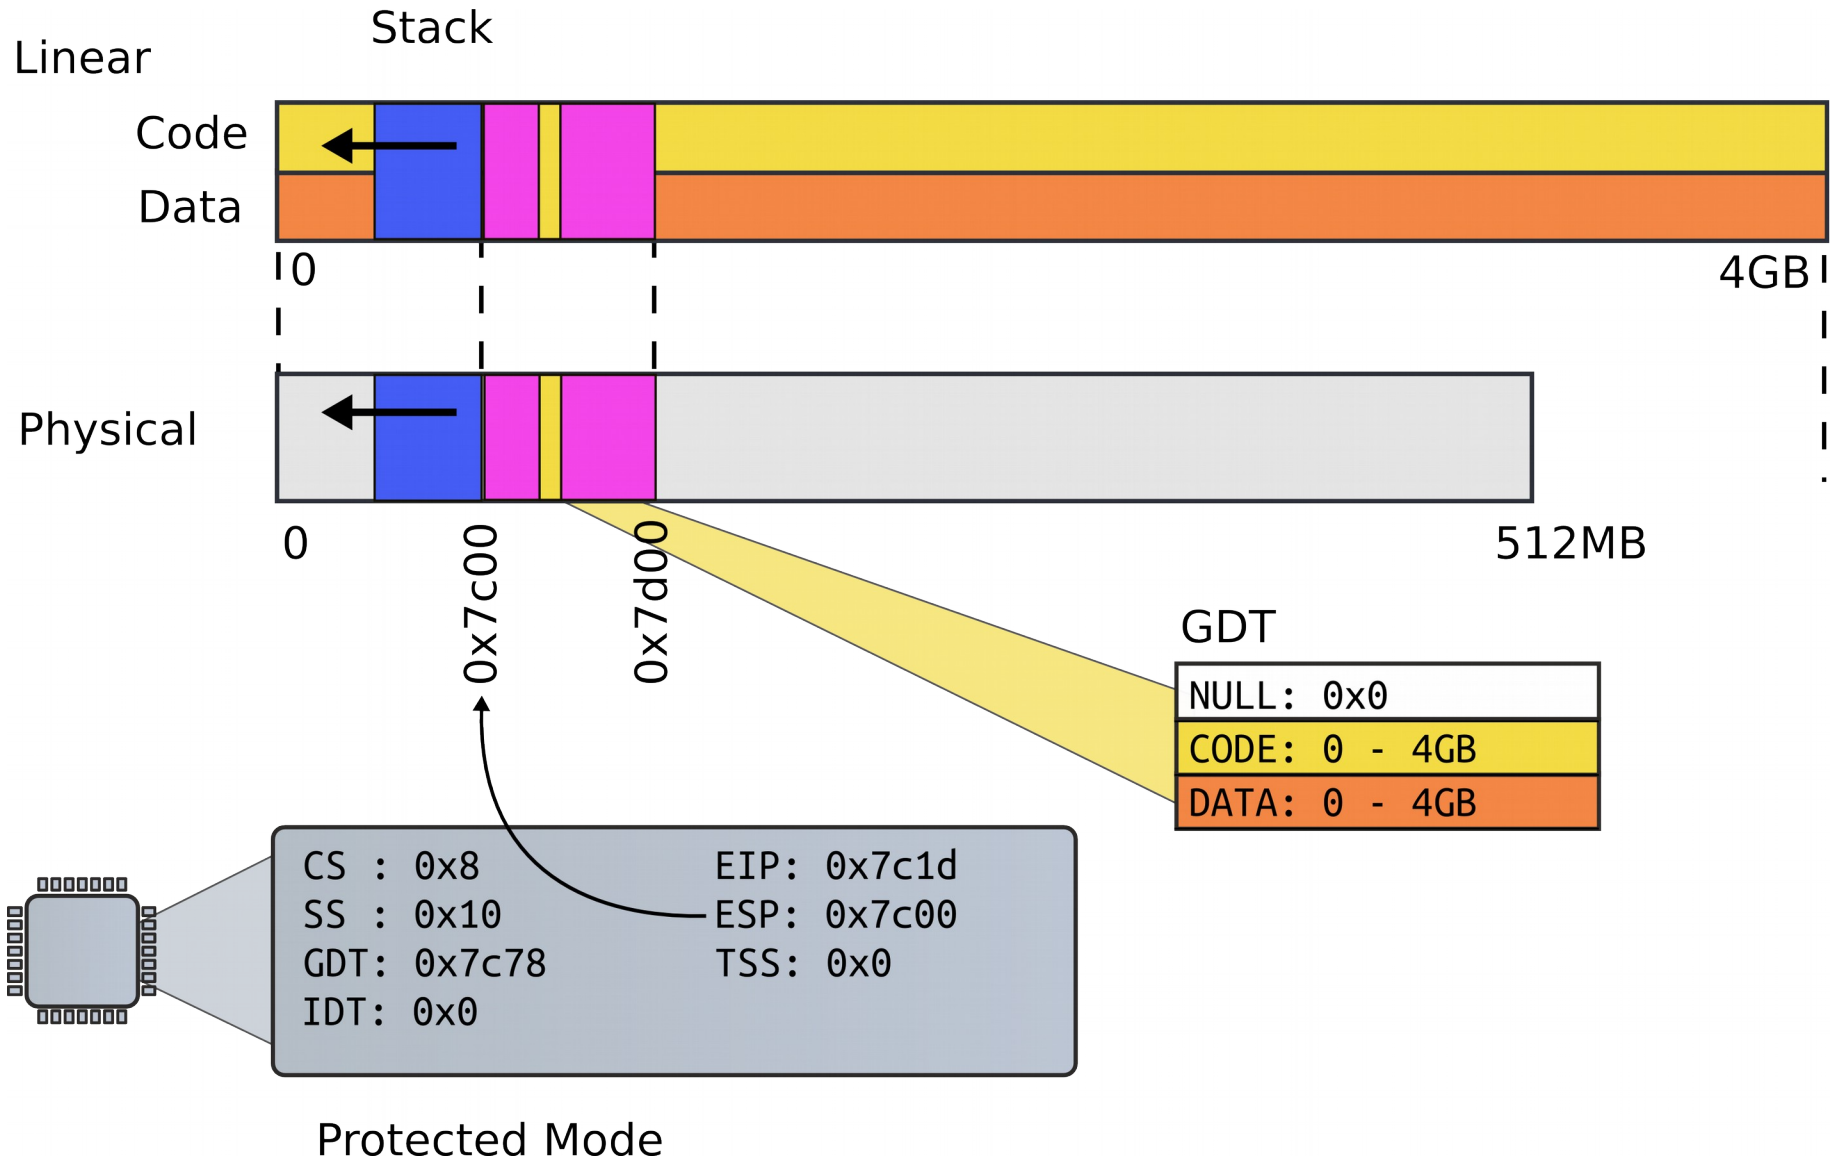 Stack
Linear
Code
Data
0
4GB
Physical
0
512MB
0x7c00
0x7d00
GDT
NULL: 0x0
CODE: 0 - 4GB
DATA: 0 - 4GB
CS : 0x8
EIP: 0x7c1d
SS : 0x10
ESP: 0x7c00
GDT: 0x7c78
TSS: 0x0
IDT: 0x0
Protected Mode